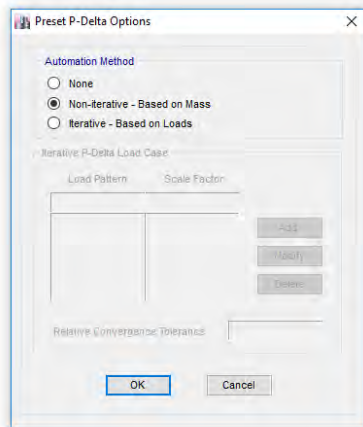 Preset P-Delta Options
Automation Method
None
Non-iterative - Based on Mass
Iterative - Based on Loads
Iterative P-Delta Load Case
Load Pattern Scale Factor
Add
Modify
Delete
Relative Convergence Tolerance
OK Cancel